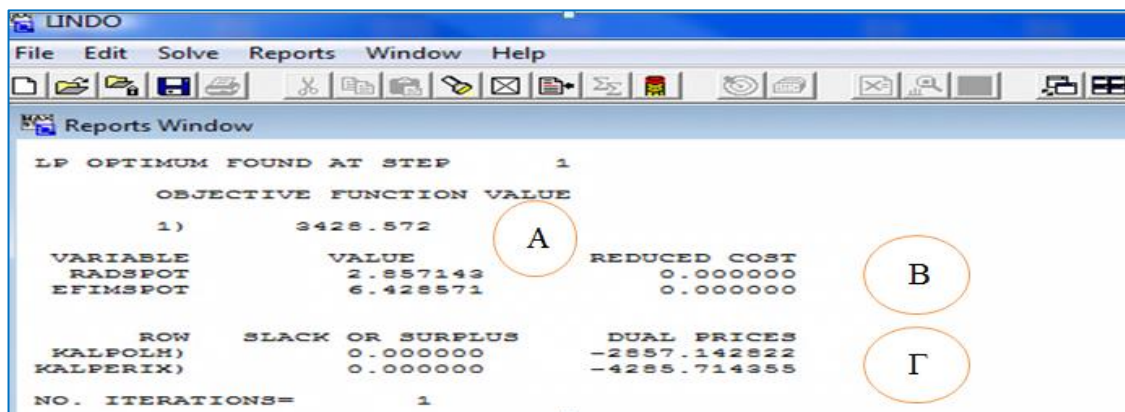 LINDO
File Edit Solve Reports Window Help
Reports Window
LP OPTIMUM FOUND AT STEP 1
OBJECTIVE FUNCTION VALUE
1) 3428.572
A
VARIABLE VALUE REDUCED COST
RADSPOT 2.857143 0.000000
EFIMSPOT 6.428571 0.000000
B
ROW SLACK OR SURPLUS DUAL PRICES
KALPOLH) 0.000000 -2857.142822
KALPERIX) 0.000000 -4285.714355
Γ
NO. ITERATIONS= 1